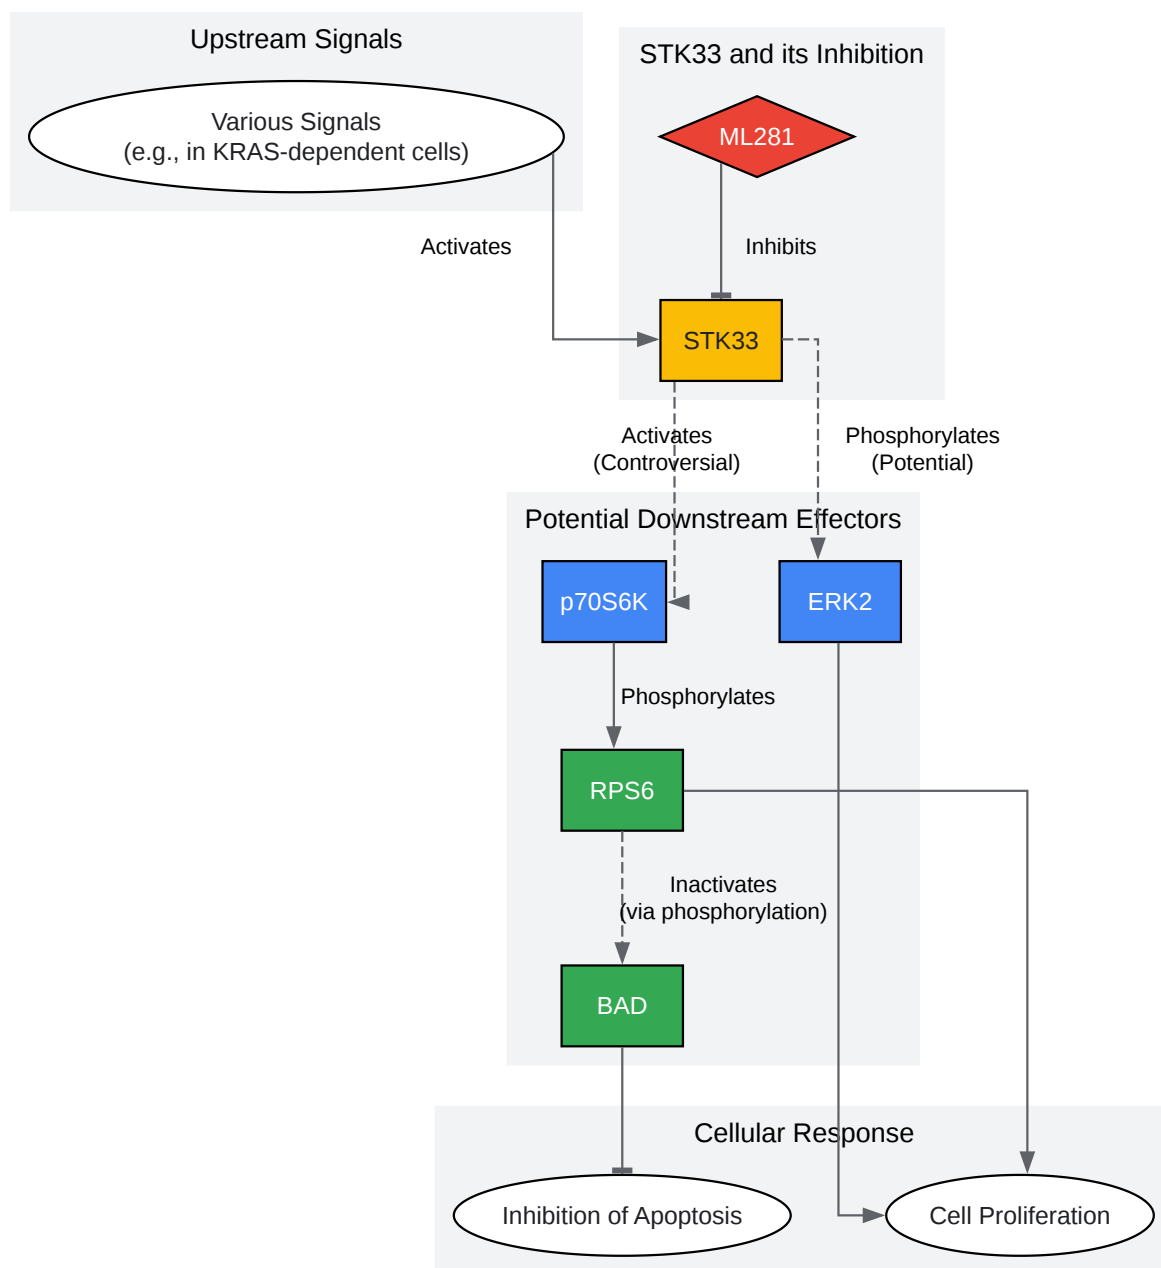 Upstream Signals
STK33 and its Inhibition
Various Signals
(e.g., in KRAS-dependent cells)
ML281
Activates
Inhibits
STK33
Activates
(Controversial)
Phosphorylates
(Potential)
Potential Downstream Effectors
p70S6K
ERK2
Phosphorylates
RPS6
Inactivates
(via phosphorylation)
BAD
Cellular Response
Inhibition of Apoptosis
Cell Proliferation